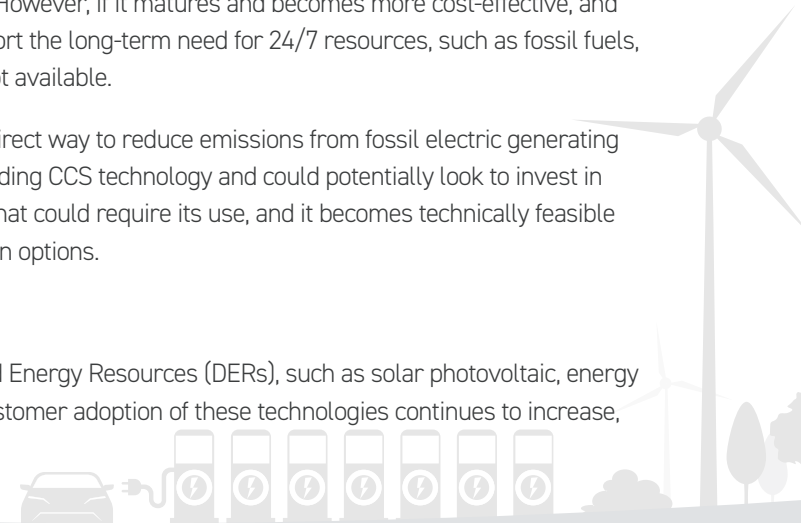 However, if it matures and becomes more cost-effective, and
ort the long-term need for 24/7 resources, such as fossil fuels,
t available.
irect way to reduce emissions from fossil electric generating
ding CCS technology and could potentially look to invest in
hat could require its use, and it becomes technically feasible
n options.
d Energy Resources (DERs), such as solar photovoltaic, energy
stomer adoption of these technologies continues to increase,